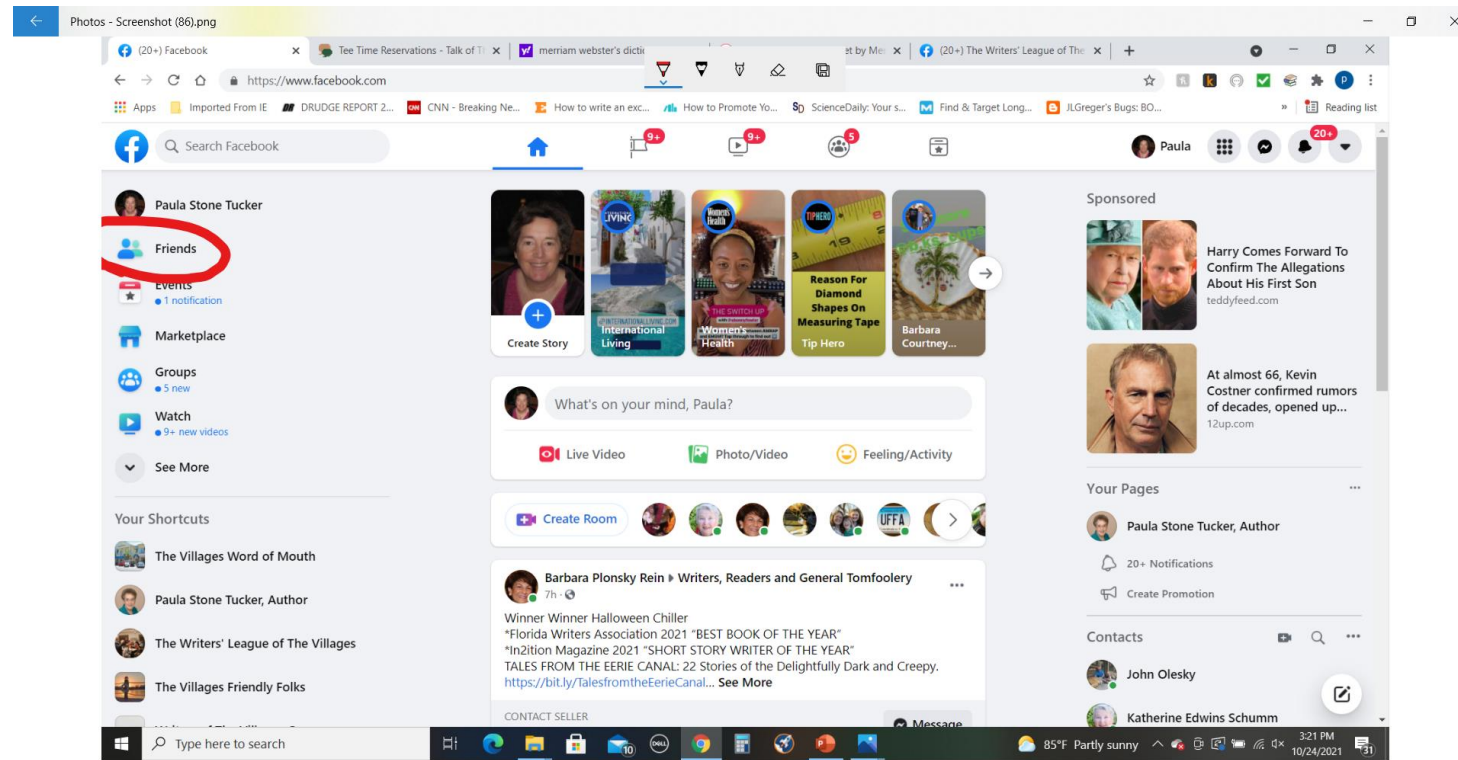 Photos - Screenshot (86).png
(20+) Facebook
Tee Time Reservations - Talk of T
merriam webster's dictio
et by Me
(20+) The Writers' League of The
https://www.facebook.com
Apps
Imported From IE
DRUDGE REPORT 2...
CNN - Breaking Ne...
How to write an exc...
How to Promote Yo...
ScienceDaily: Your s...
Find & Target Long...
JLGreger's Bugs: BO...
»
Reading list
Search Facebook
9+
9+
5
Paula
20+
Paula Stone Tucker
Friends
Events
1 notification
Marketplace
Groups
5 new
Watch
9+ new videos
See More
Your Shortcuts
The Villages Word of Mouth
Paula Stone Tucker, Author
The Writers' League of The Villages
The Villages Friendly Folks
Create Story
International
Living
THE SWITCH UP
Women's
Health
TIPHERO
19
Reason For
Diamond
Shapes On
Measuring Tape
Tip Hero
Barbara
Courtney...
What's on your mind, Paula?
Live Video
Photo/Video
Feeling/Activity
Create Room
UFFA
Barbara Plonsky Rein ▸ Writers, Readers and General Tomfoolery
7h ·
Winner Winner Halloween Chiller
*Florida Writers Association 2021 "BEST BOOK OF THE YEAR"
*In2ition Magazine 2021 "SHORT STORY WRITER OF THE YEAR"
TALES FROM THE EERIE CANAL: 22 Stories of the Delightfully Dark and Creepy.
https://bit.ly/TalesfromtheEerieCanal... See More
CONTACT SELLER
Message
Sponsored
Harry Comes Forward To
Confirm The Allegations
About His First Son
teddyfeed.com
At almost 66, Kevin
Costner confirmed rumors
of decades, opened up...
12up.com
Your Pages
Paula Stone Tucker, Author
20+ Notifications
Create Promotion
Contacts
John Olesky
Katherine Edwins Schumm
Type here to search
10
DELL
85°F Partly sunny
3:21 PM
10/24/2021
31